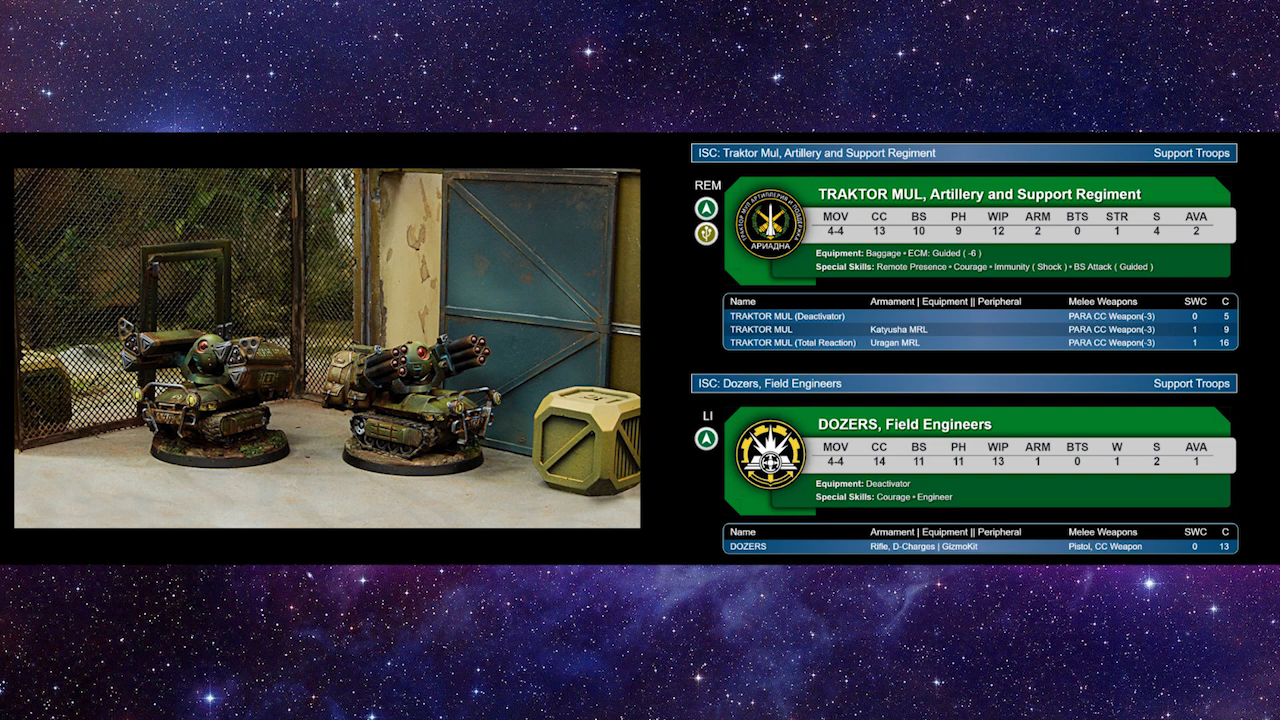 ISC: Traktor Mul, Artillery and Support Regiment Support Troops
REM
TRAKTOR MUL, Artillery and Support Regiment
ТRAKTOR MUL АРТИЛЛЕРИЯ И ПОДДЕРЖКА
АРИАДНА
MOV CC BS PH WIP ARM BTS STR S AVA
4-4 13 10 9 12 2 0 1 4 2
Equipment: Baggage • ECM: Guided ( -6 )
Special Skills: Remote Presence • Courage • Immunity ( Shock ) • BS Attack ( Guided )
Name Armament | Equipment || Peripheral Melee Weapons SWC C
TRAKTOR MUL (Deactivator) PARA CC Weapon(-3) 0 5
TRAKTOR MUL Katyusha MRL PARA CC Weapon(-3) 1 9
TRAKTOR MUL (Total Reaction) Uragan MRL PARA CC Weapon(-3) 1 16
ISC: Dozers, Field Engineers Support Troops
LI
DOZERS, Field Engineers
MOV CC BS PH WIP ARM BTS W S AVA
4-4 14 11 11 13 1 0 1 2 1
Equipment: Deactivator
Special Skills: Courage • Engineer
Name Armament | Equipment || Peripheral Melee Weapons SWC C
DOZERS Rifle, D-Charges | GizmoKit Pistol, CC Weapon 0 13